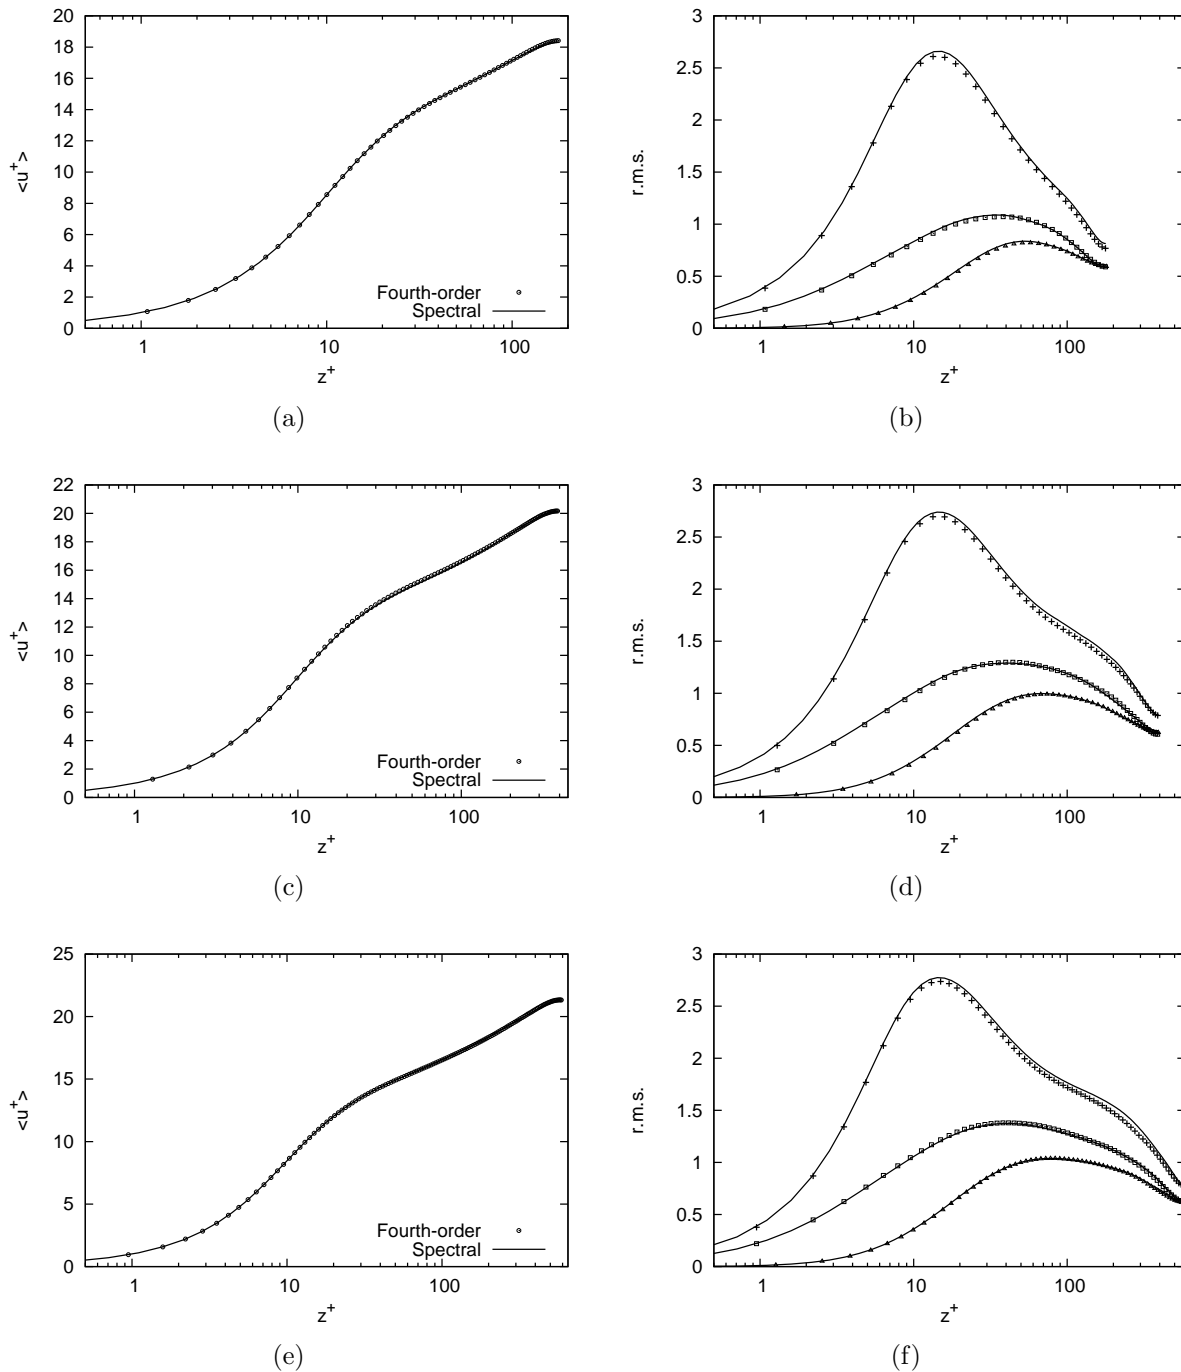 20
18
16
14
12
10
8
6
4
2
0
<u⁺>
Fourth-order
Spectral
1
10
100
z⁺
(a)
3
2.5
2
1.5
1
0.5
0
r.m.s.
1
10
100
z⁺
(b)
22
20
18
16
14
12
10
8
6
4
2
0
<u⁺>
Fourth-order
Spectral
1
10
100
z⁺
(c)
3
2.5
2
1.5
1
0.5
0
r.m.s.
1
10
100
z⁺
(d)
25
20
15
10
5
0
<u⁺>
Fourth-order
Spectral
1
10
100
z⁺
(e)
3
2.5
2
1.5
1
0.5
0
r.m.s.
1
10
100
z⁺
(f)